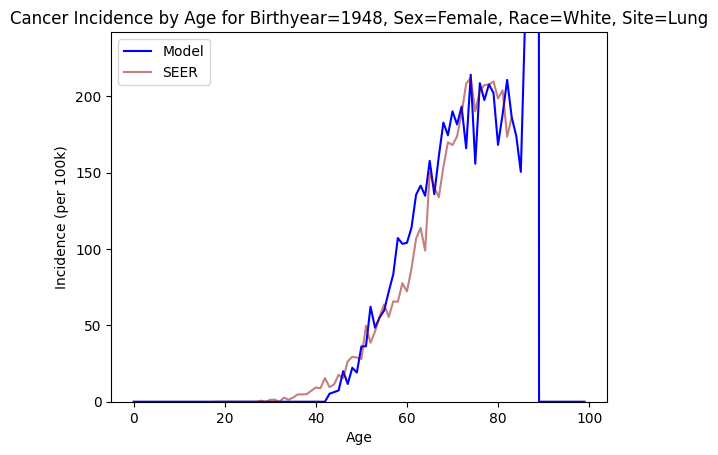 Cancer Incidence by Age for Birthyear=1948, Sex=Female, Race=White, Site=Lung
Model
SEER
Incidence (per 100k)
200
150
100
50
0
0 20 40 60 80 100
Age